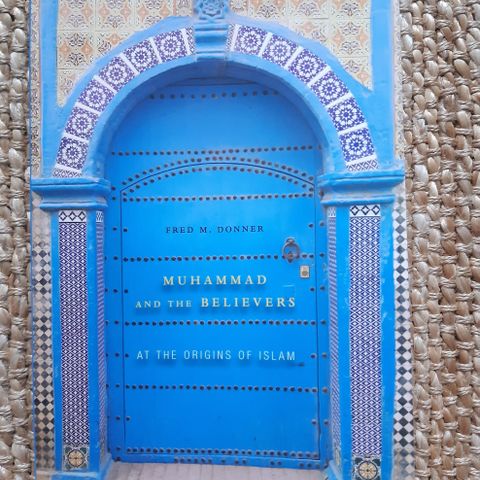 FRED M. DONNER
MUHAMMAD
AND THE BELIEVERS
AT THE ORIGINS OF ISLAM